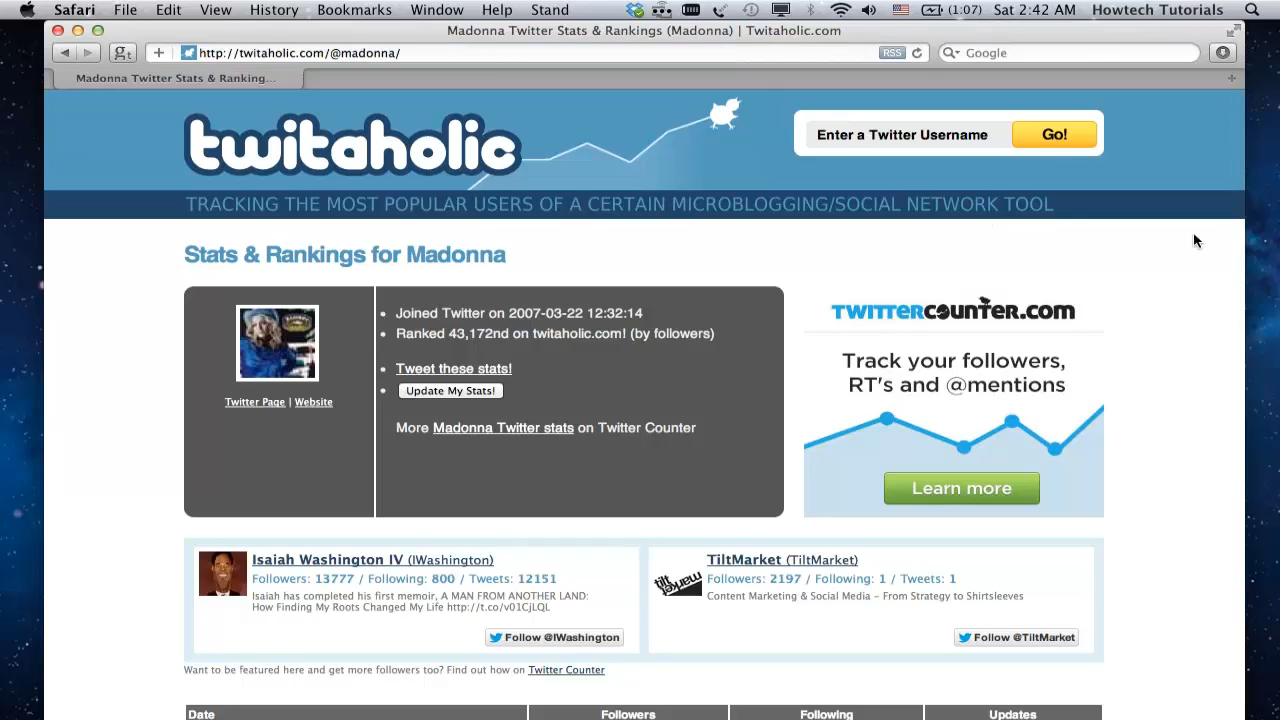 Safari File Edit View History Bookmarks Window Help Stand (1:07) Sat 2:42 AM Howtech Tutorials
Madonna Twitter Stats & Rankings (Madonna) | Twitaholic.com
http://twitaholic.com/@madonna/ RSS Google
Madonna Twitter Stats & Ranking...
twitaholic
Enter a Twitter Username Go!
TRACKING THE MOST POPULAR USERS OF A CERTAIN MICROBLOGGING/SOCIAL NETWORK TOOL
Stats & Rankings for Madonna
Twitter Page | Website
• Joined Twitter on 2007-03-22 12:32:14
• Ranked 43,172nd on twitaholic.com! (by followers)
• Tweet these stats!
• Update My Stats!
More Madonna Twitter stats on Twitter Counter
TWITTERCOUNTER.COM
Track your followers,
RT's and @mentions
Learn more
Isaiah Washington IV (IWashington)
Followers: 13777 / Following: 800 / Tweets: 12151
Isaiah has completed his first memoir, A MAN FROM ANOTHER LAND:
How Finding My Roots Changed My Life http://t.co/v01CjLQL
Follow @IWashington
TiltMarket (TiltMarket)
Followers: 2197 / Following: 1 / Tweets: 1
Content Marketing & Social Media – From Strategy to Shirtsleeves
Follow @TiltMarket
Want to be featured here and get more followers too? Find out how on Twitter Counter
Date Followers Following Updates